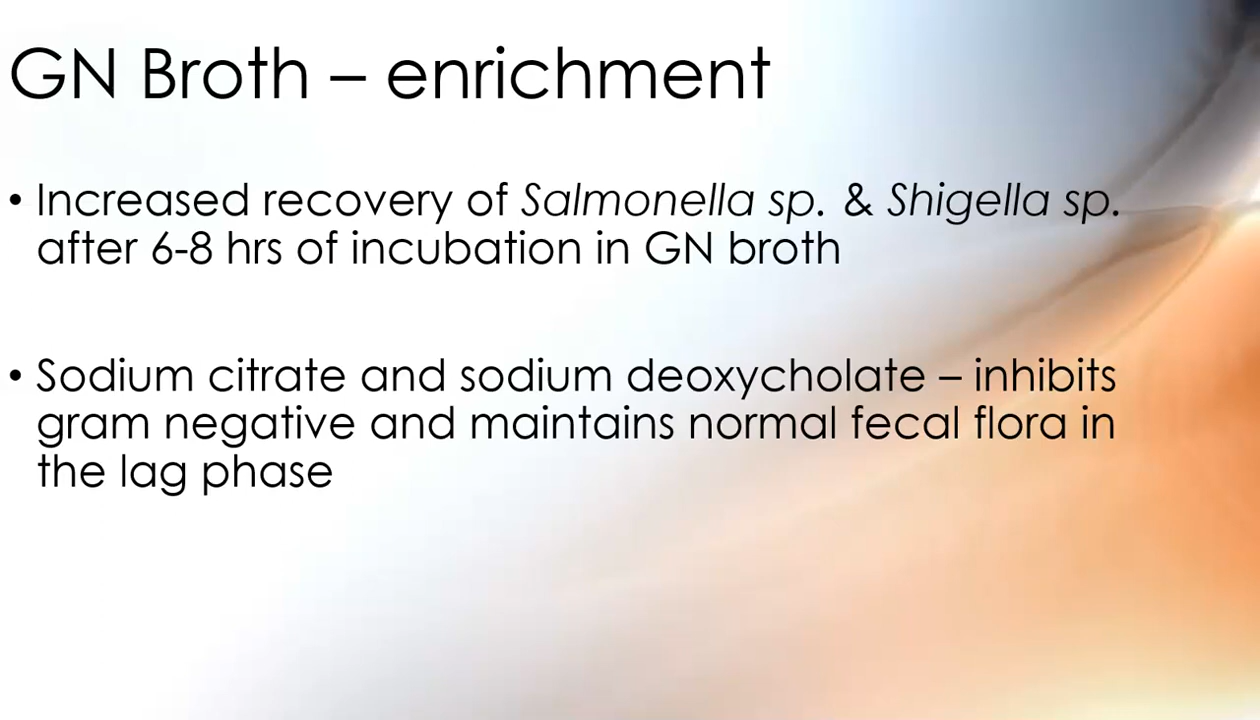 GN Broth – enrichment
• Increased recovery of Salmonella sp. & Shigella sp.
after 6-8 hrs of incubation in GN broth
• Sodium citrate and sodium deoxycholate – inhibits
gram negative and maintains normal fecal flora in
the lag phase